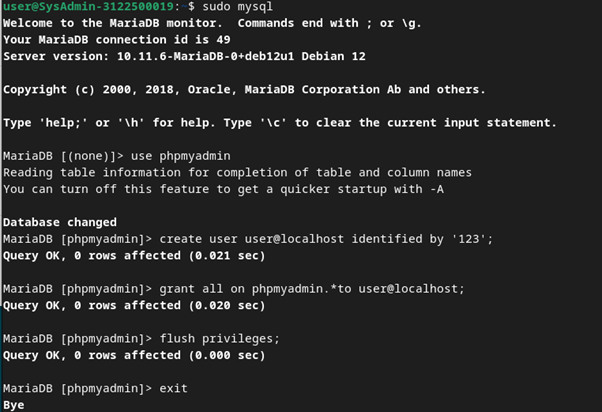 user@SysAdmin-3122500019:~$ sudo mysql
Welcome to the MariaDB monitor.  Commands end with ; or \g.
Your MariaDB connection id is 49
Server version: 10.11.6-MariaDB-0+deb12u1 Debian 12
Copyright (c) 2000, 2018, Oracle, MariaDB Corporation Ab and others.
Type 'help;' or '\h' for help. Type '\c' to clear the current input statement.
MariaDB [(none)]> use phpmyadmin
Reading table information for completion of table and column names
You can turn off this feature to get a quicker startup with -A
Database changed
MariaDB [phpmyadmin]> create user user@localhost identified by '123';
Query OK, 0 rows affected (0.021 sec)
MariaDB [phpmyadmin]> grant all on phpmyadmin.*to user@localhost;
Query OK, 0 rows affected (0.020 sec)
MariaDB [phpmyadmin]> flush privileges;
Query OK, 0 rows affected (0.000 sec)
MariaDB [phpmyadmin]> exit
Bye